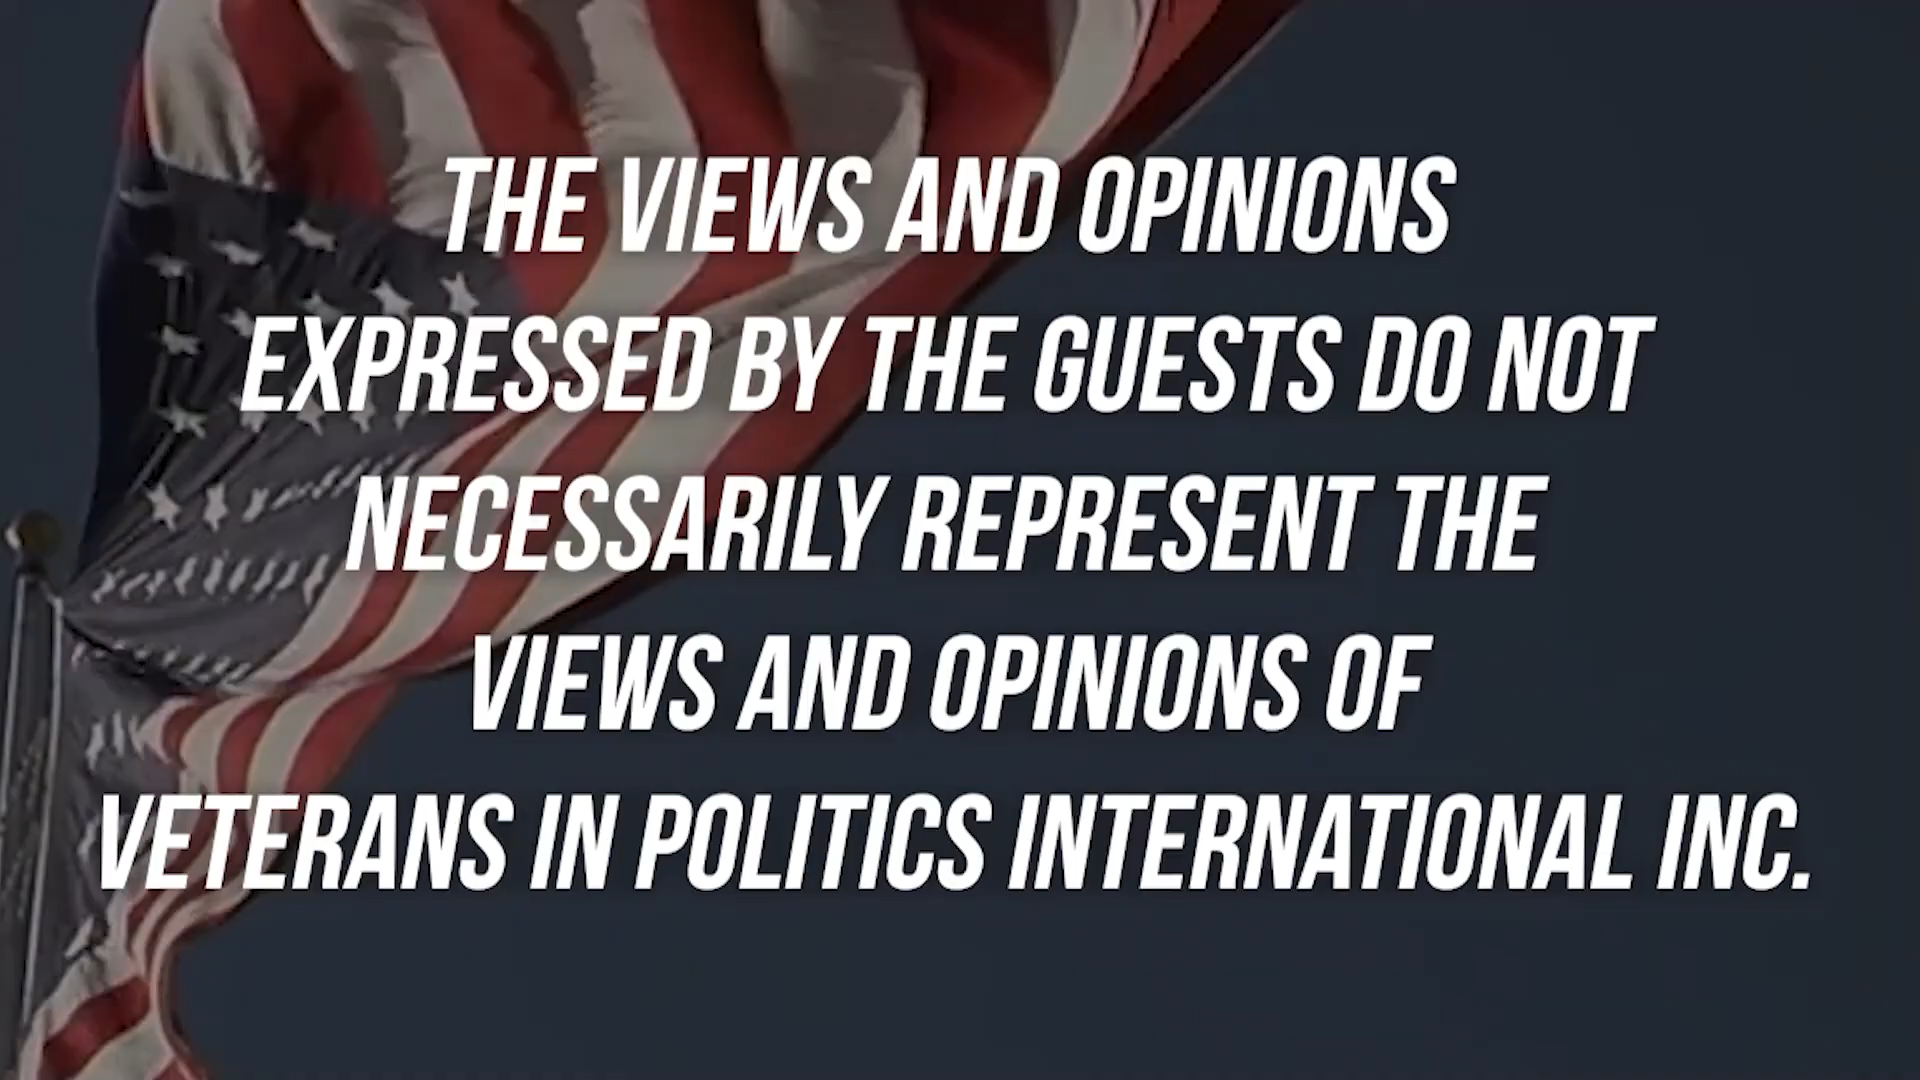 THE VIEWS AND OPINIONS
EXPRESSED BY THE GUESTS DO NOT
NECESSARILY REPRESENT THE
VIEWS AND OPINIONS OF
VETERANS IN POLITICS INTERNATIONAL INC.